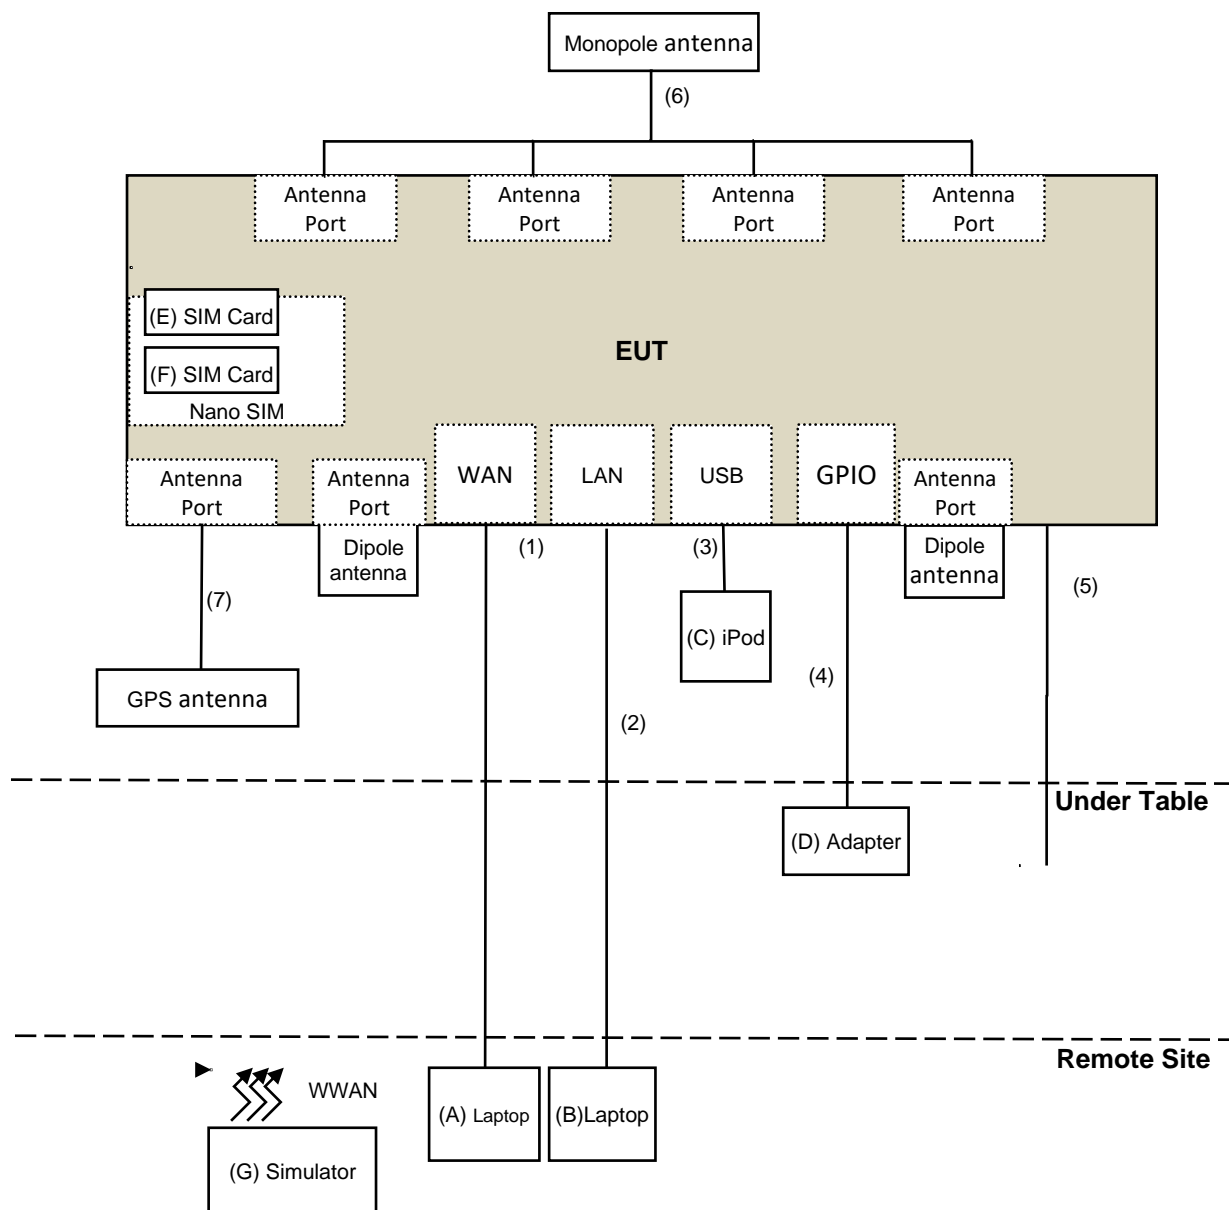 Monopole antenna
(6)
Antenna
Port
Antenna
Port
Antenna
Port
Antenna
Port
(E) SIM Card
(F) SIM Card
Nano SIM
EUT
Antenna
Port
Antenna
Port
WAN
LAN
USB
GPIO
Antenna
Port
Dipole
antenna
(1)
(3)
Dipole
antenna
(5)
(7)
(C) iPod
(4)
GPS antenna
(2)
Under Table
(D) Adapter
Remote Site
WWAN
(A) Laptop
(B)Laptop
(G) Simulator